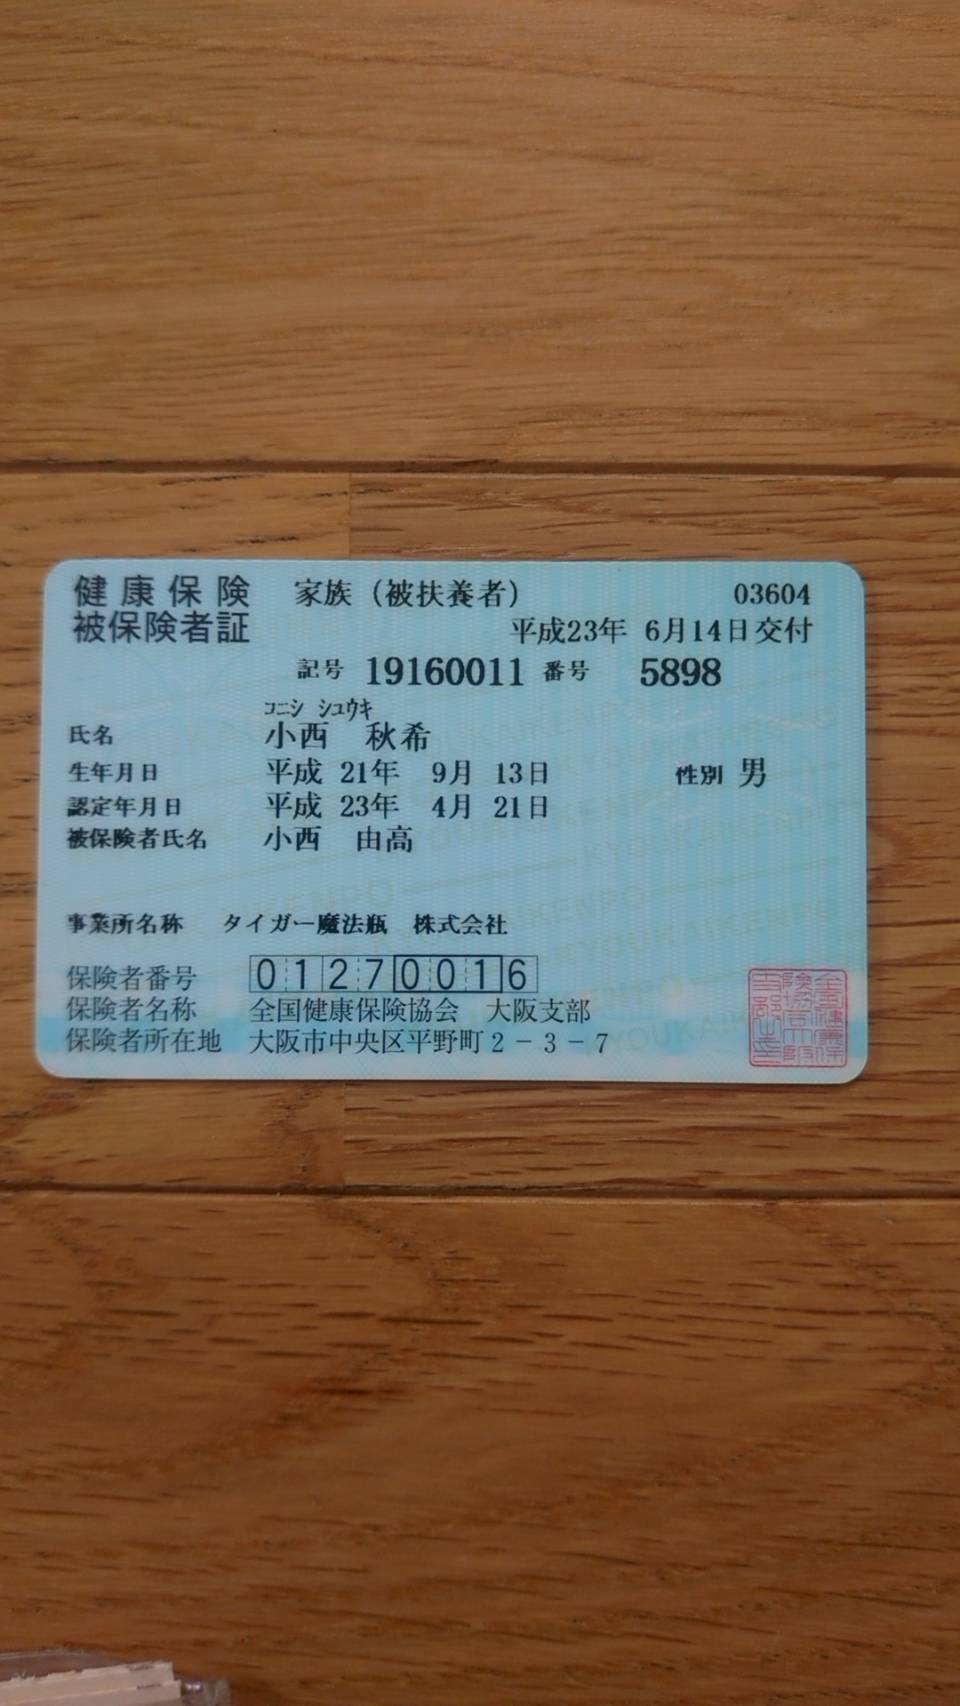 健康保険 家族（被扶養者） 03604
被保険者証 平成23年 6月14日交付
記号 19160011 番号 5898
コニシ シュウキ
氏名 小西 秋希
生年月日 平成 21年 9月 13日 性別 男
認定年月日 平成 23年 4月 21日
被保険者氏名 小西 由高
事業所名称 タイガー魔法瓶 株式会社
保険者番号 01270016
保険者名称 全国健康保険協会 大阪支部
保険者所在地 大阪市中央区平野町2－3－7